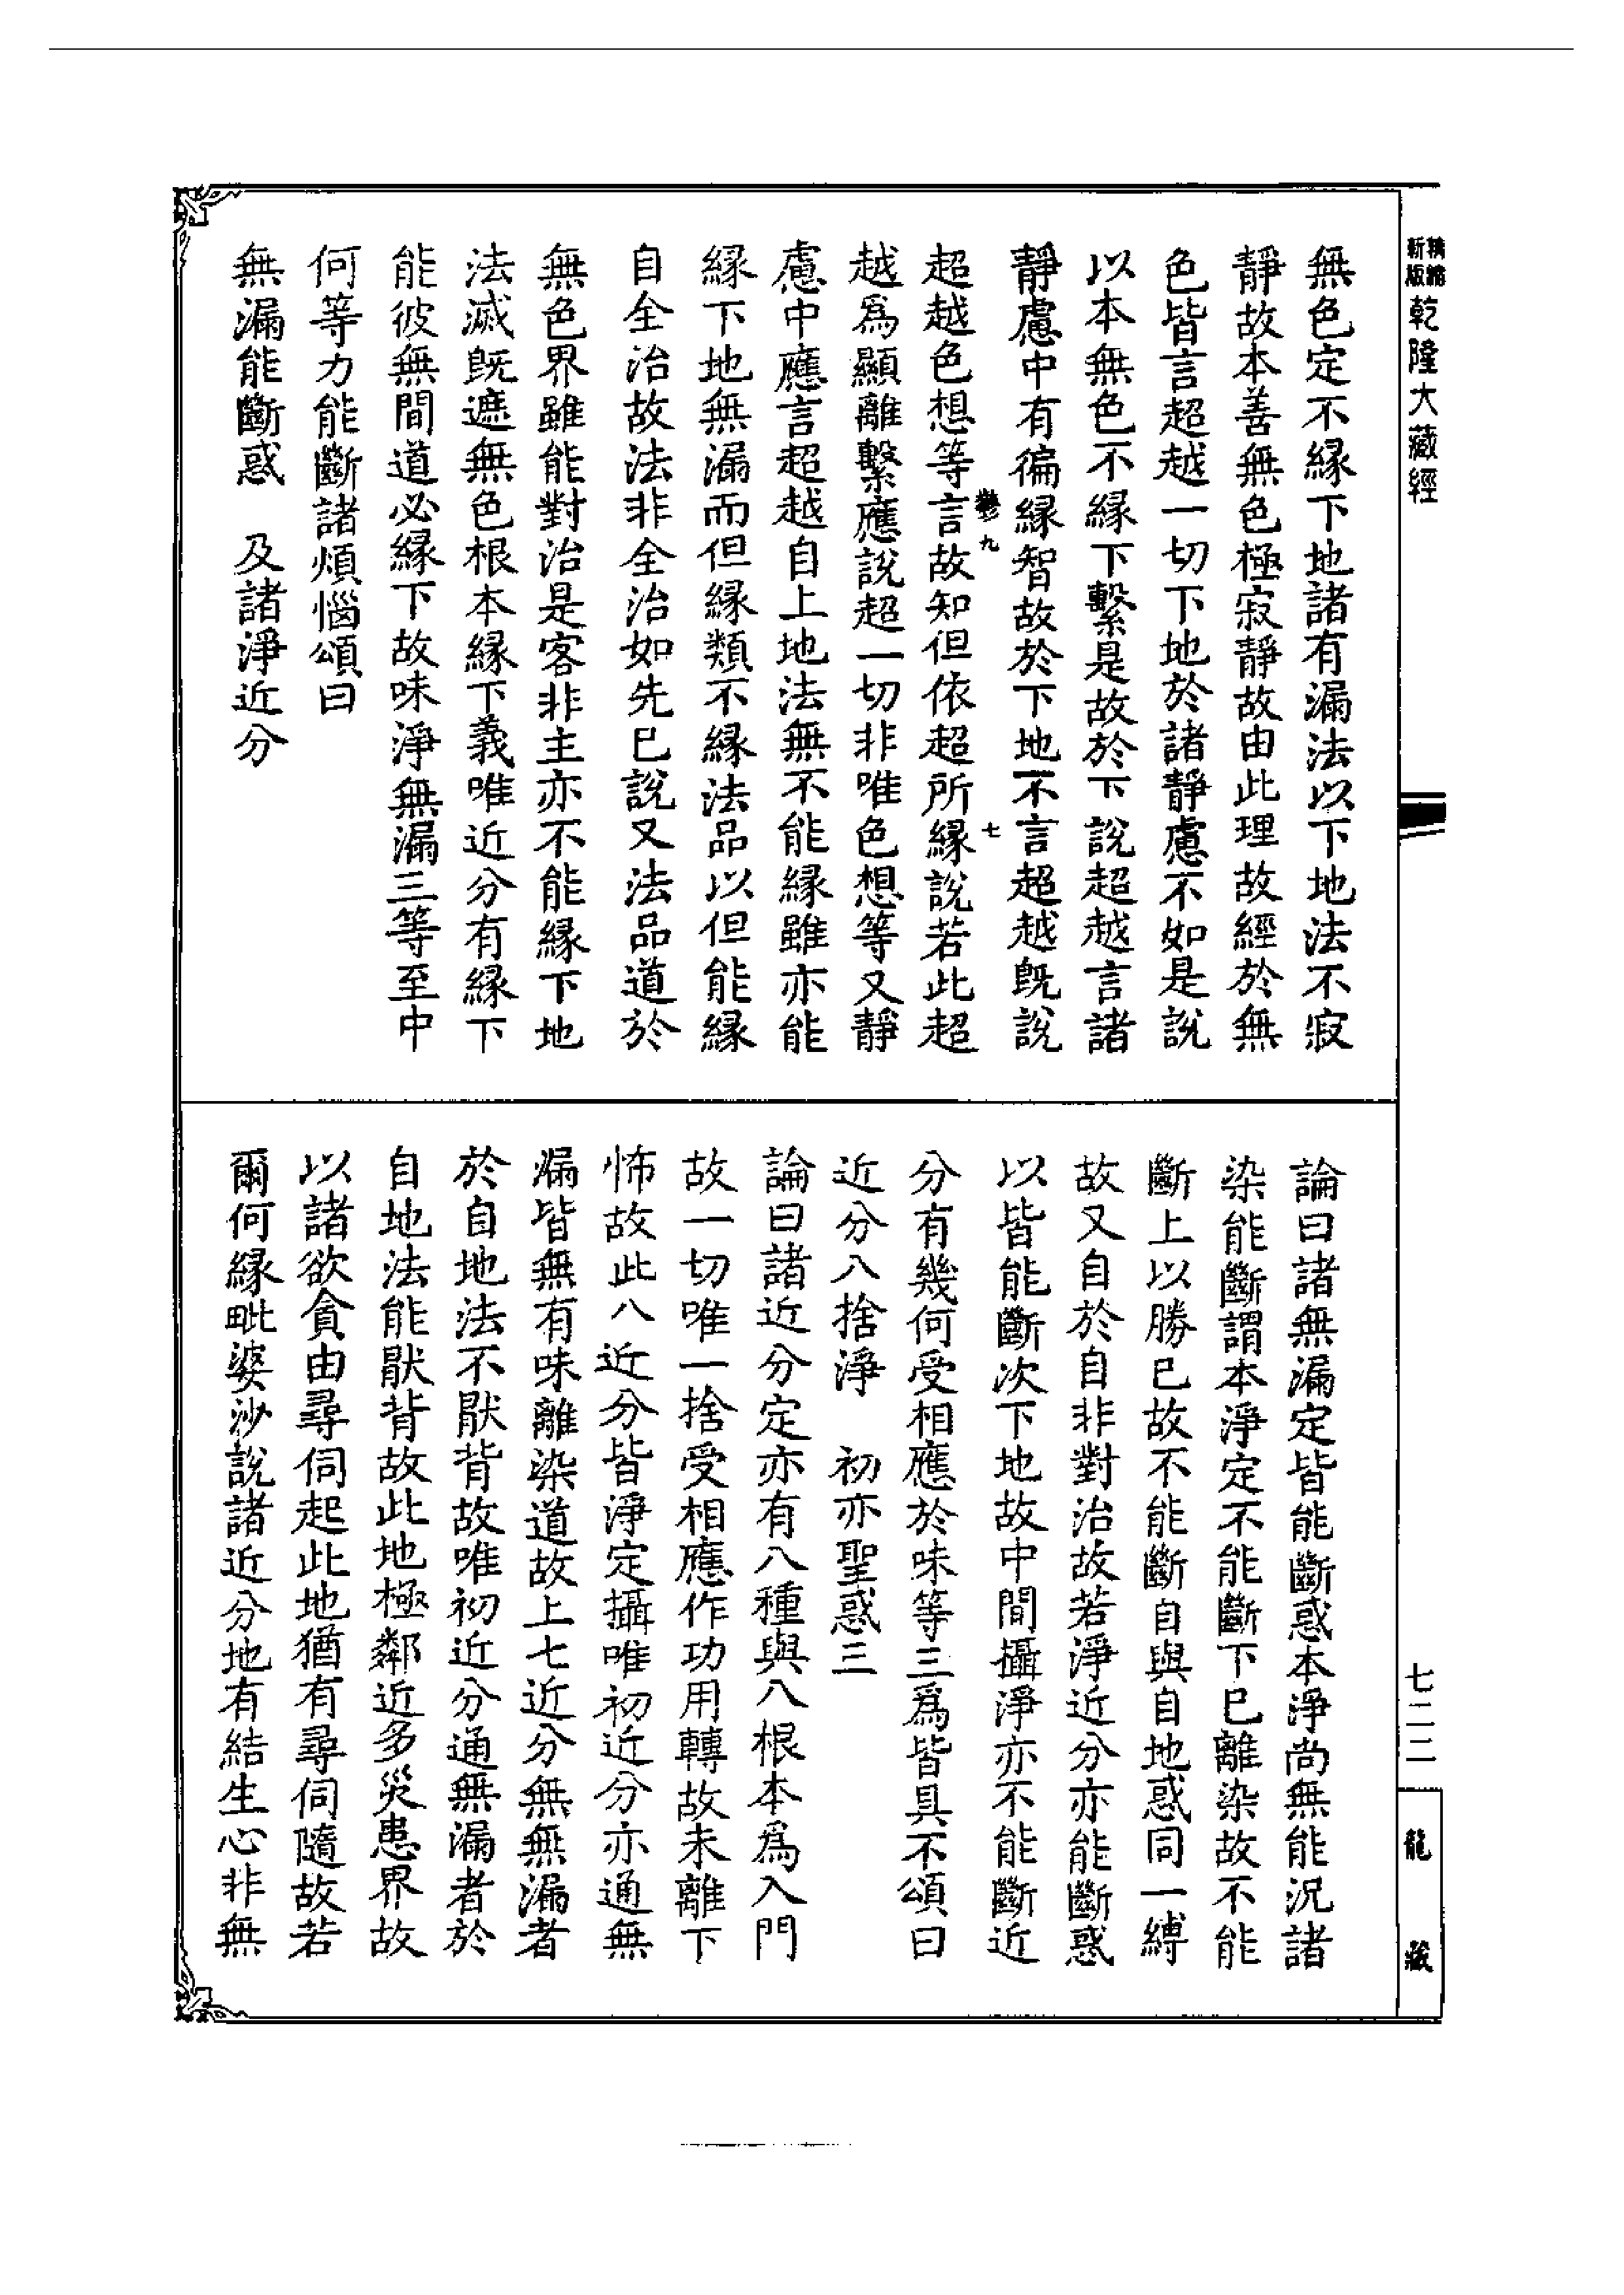 精縮
新版
乾隆大藏經
無色定不縁下地諸有漏法以下地法不寂
靜故本善無色極寂靜故由此理故經於無
色皆言超越一切下地於諸靜慮不如是說
以本無色不縁下繫是故於下說超越言諸
靜慮中有徧縁智故於下地不言超越旣說
九
七
超越色想等言故知但依超所縁說若此超
越爲顯離繫應說超一切非唯色想等又靜
慮中應言超越自上地法無不能縁雖亦能
縁下地無漏而但縁類不縁法品以但能縁
自全治故法非全治如先已說又法品道於
無色界雖能對治是客非主亦不能縁下地
法滅旣遮無色根本縁下義唯近分有縁下
能彼無間道必縁下故味淨無漏三等至中
何等力能斷諸煩惱頌曰
無漏能斷惑　及諸淨近分
論曰諸無漏定皆能斷惑本淨尚無能況諸
染能斷謂本淨定不能斷下已離染故不能
斷上以勝已故不能斷自與自地惑同一縛
故又自於自非對治故若淨近分亦能斷惑
以皆能斷次下地故中間攝淨亦不能斷近
分有幾何受相應於味等三爲皆具不頌曰
近分八捨淨　初亦聖惑三
論曰諸近分定亦有八種與八根本爲入門
故一切唯一捨受相應作功用轉故未離下
怖故此八近分皆淨定攝唯初近分亦通無
漏皆無有味離染道故上七近分無無漏者
於自地法不猒背故唯初近分通無漏者於
自地法能猒背故此地極鄰近多災患界故
以諸欲貪由尋伺起此地猶有尋伺隨故若
爾何縁毗婆沙說諸近分地有結生心非無
七二二
龍藏